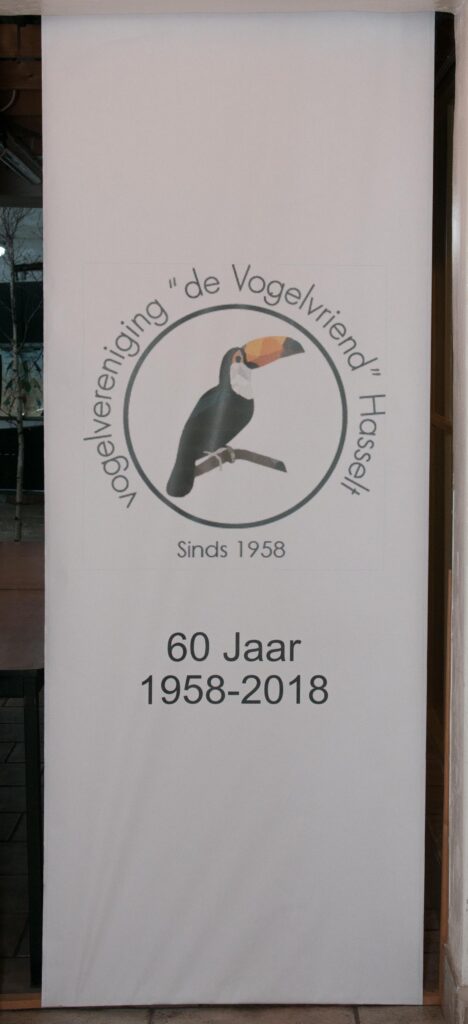 vogelvereniging "de Vogelvriend" Hasselt
Sinds 1958
60 Jaar
1958-2018